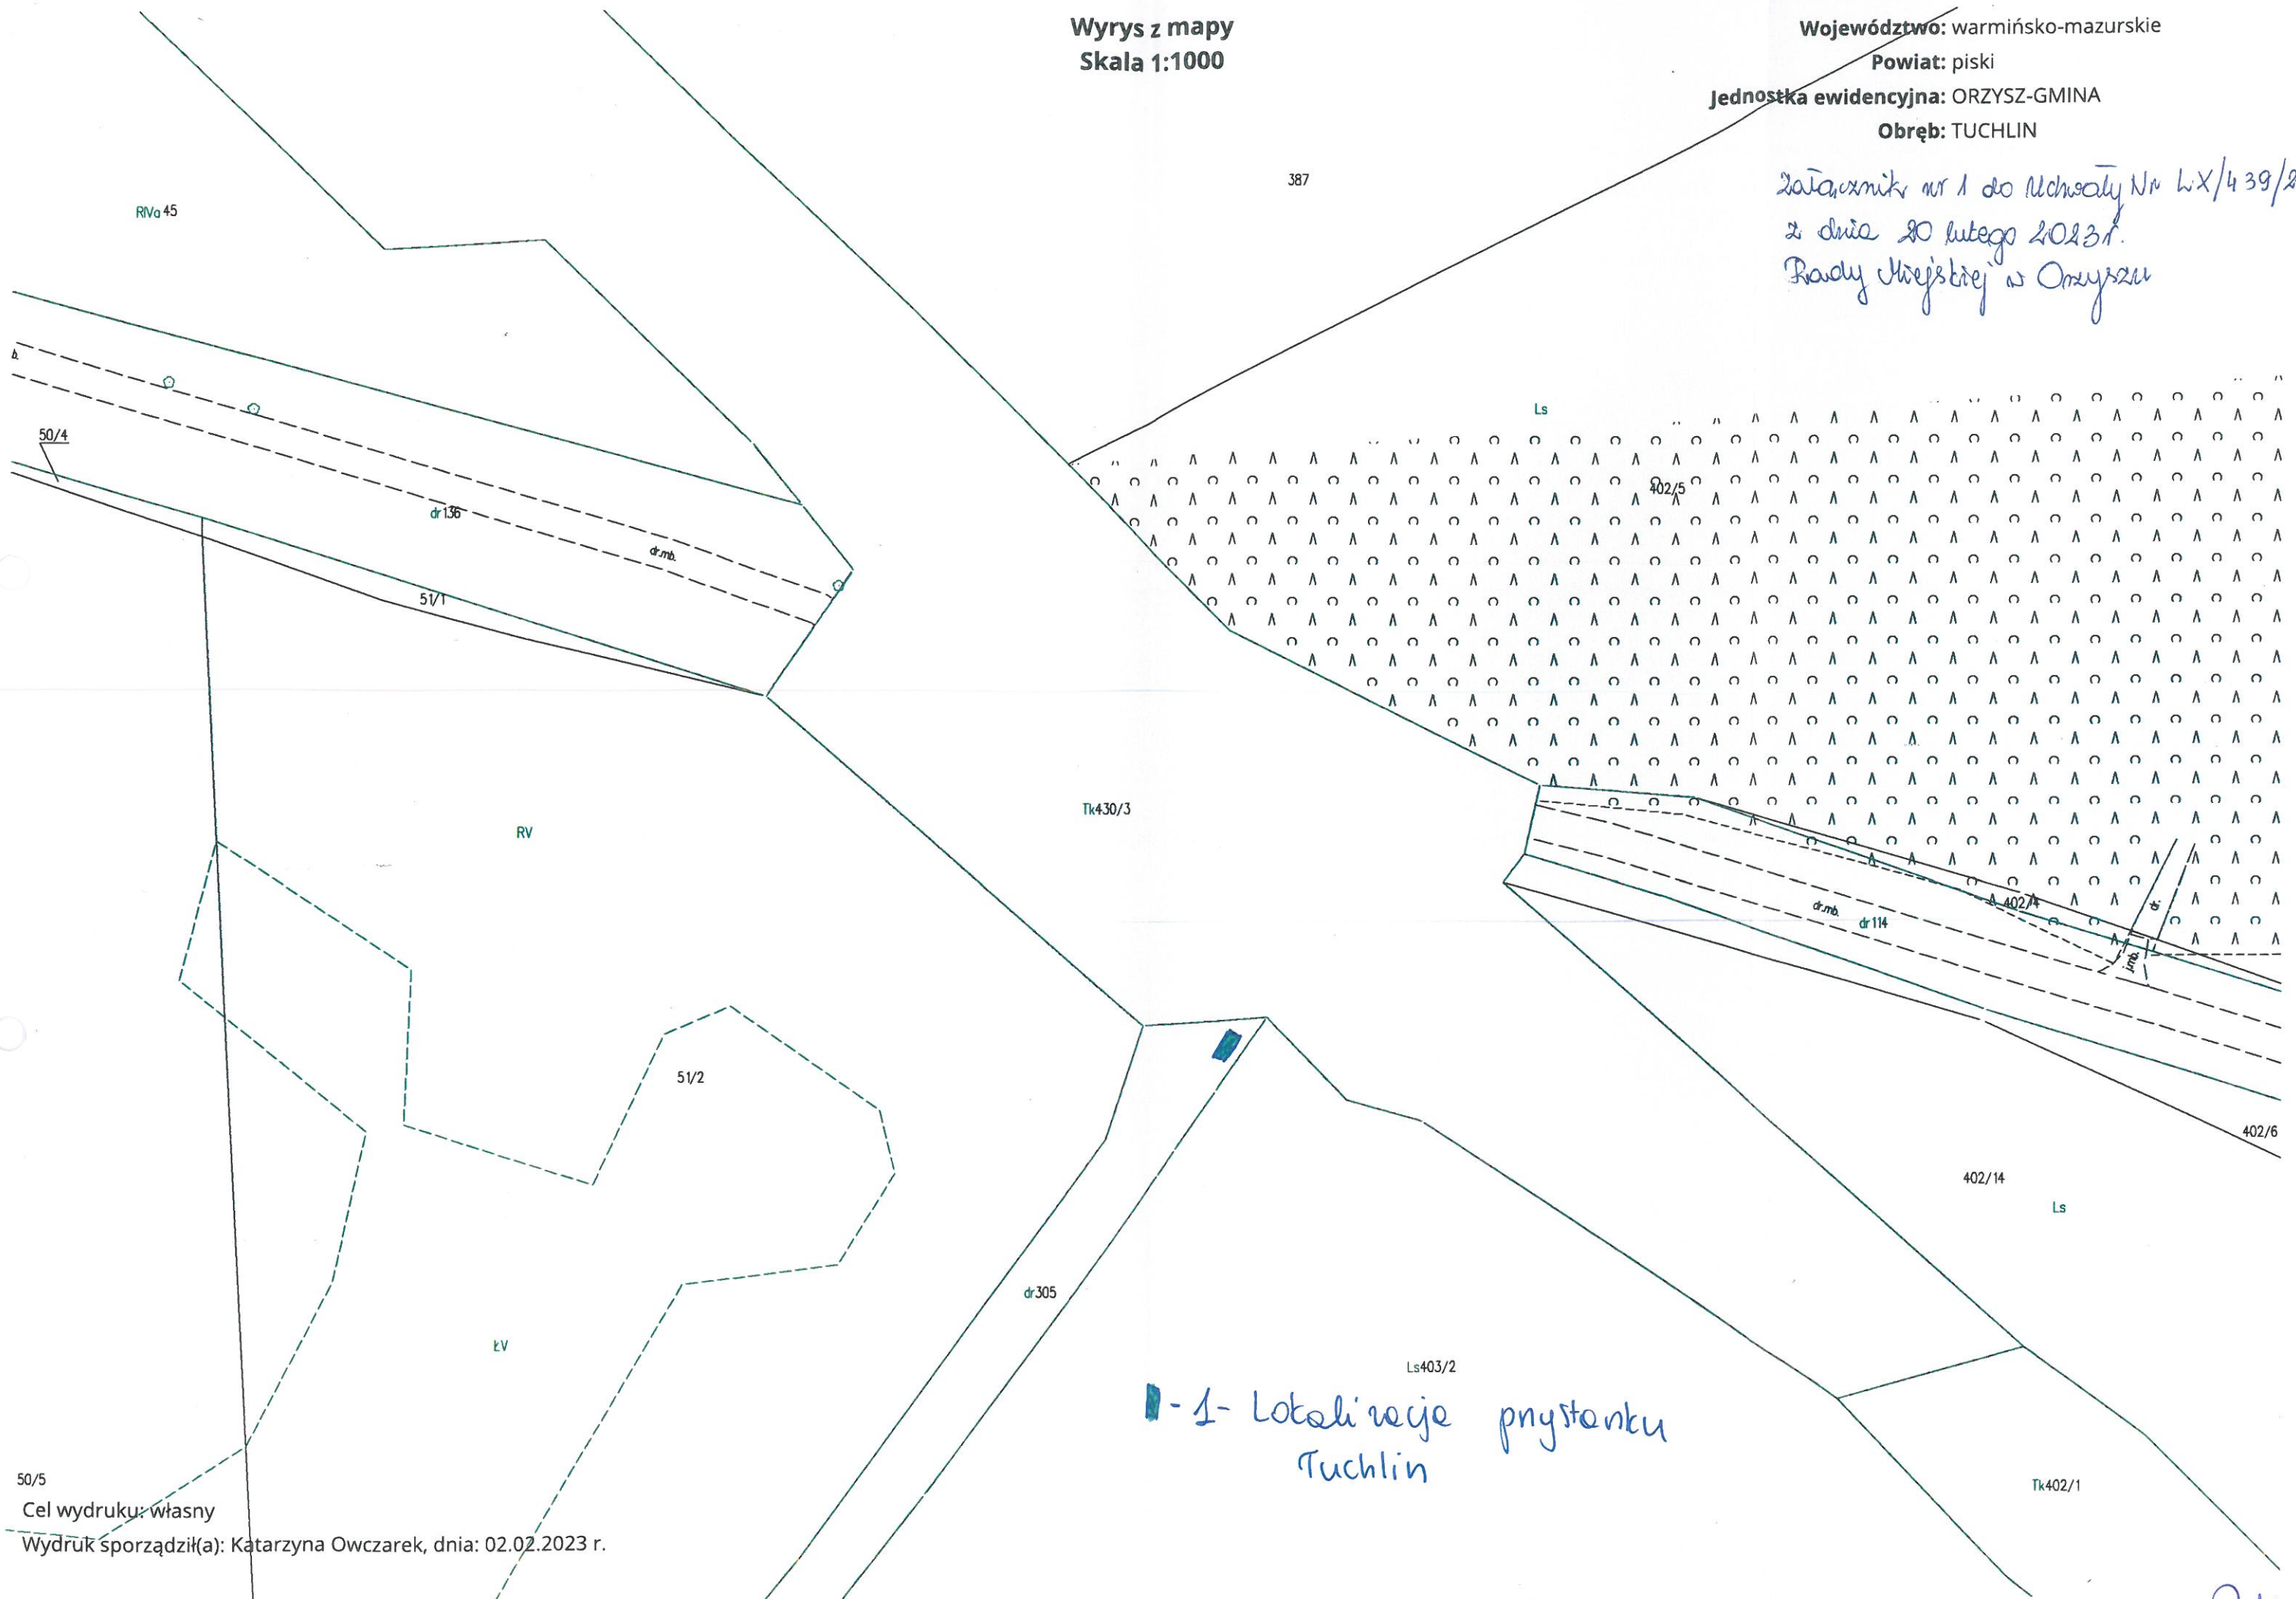 Wyrys z mapy
Skala 1:1000
Województwo: warmińsko-mazurskie
Powiat: piski
Jednostka ewidencyjna: ORZYSZ-GMINA
Obręb: TUCHLIN
Załącznik nr 1 do Uchwały Nr LX/439/2
z dnia 20 lutego 2023 r.
Rady Miejskiej w Orzyszu
387
RIVa 45
b.
50/4
Ls
402/5
dr 136
dr.mb.
51/1
Tk430/3
RV
402/4
dr.
dr.mb.
dr 114
j.mb.
51/2
402/6
402/14
Ls
dr305
ŁV
Ls403/2
-1- Lokalizacja przystanku
Tuchlin
50/5
Tk402/1
Cel wydruku: własny
Wydruk sporządził(a): Katarzyna Owczarek, dnia: 02.02.2023 r.